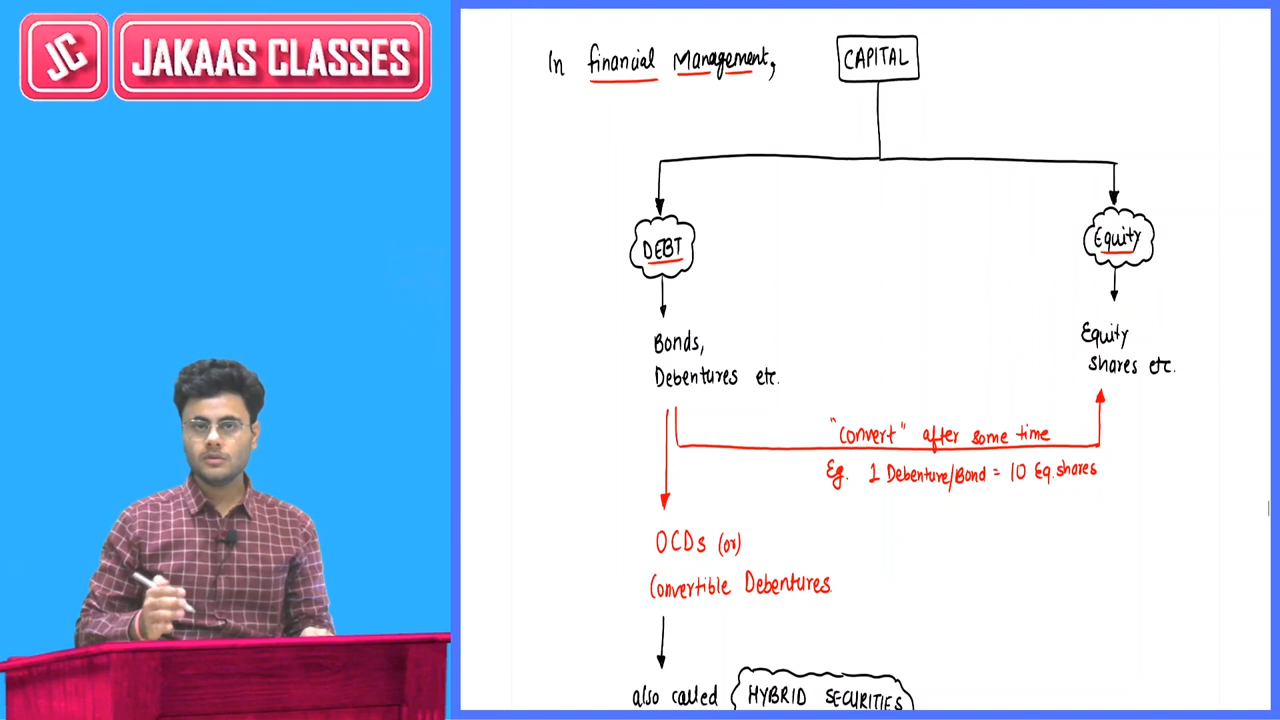 JC JAKAAS CLASSES
In financial Management,
CAPITAL
DEBT
Equity
Bonds,
Debentures etc.
Equity
shares etc.
"Convert" after some time
Eg. 1 Debenture/Bond = 10 Eq.shares
OCDs (or)
Convertible Debentures
also called HYBRID SECURITIES